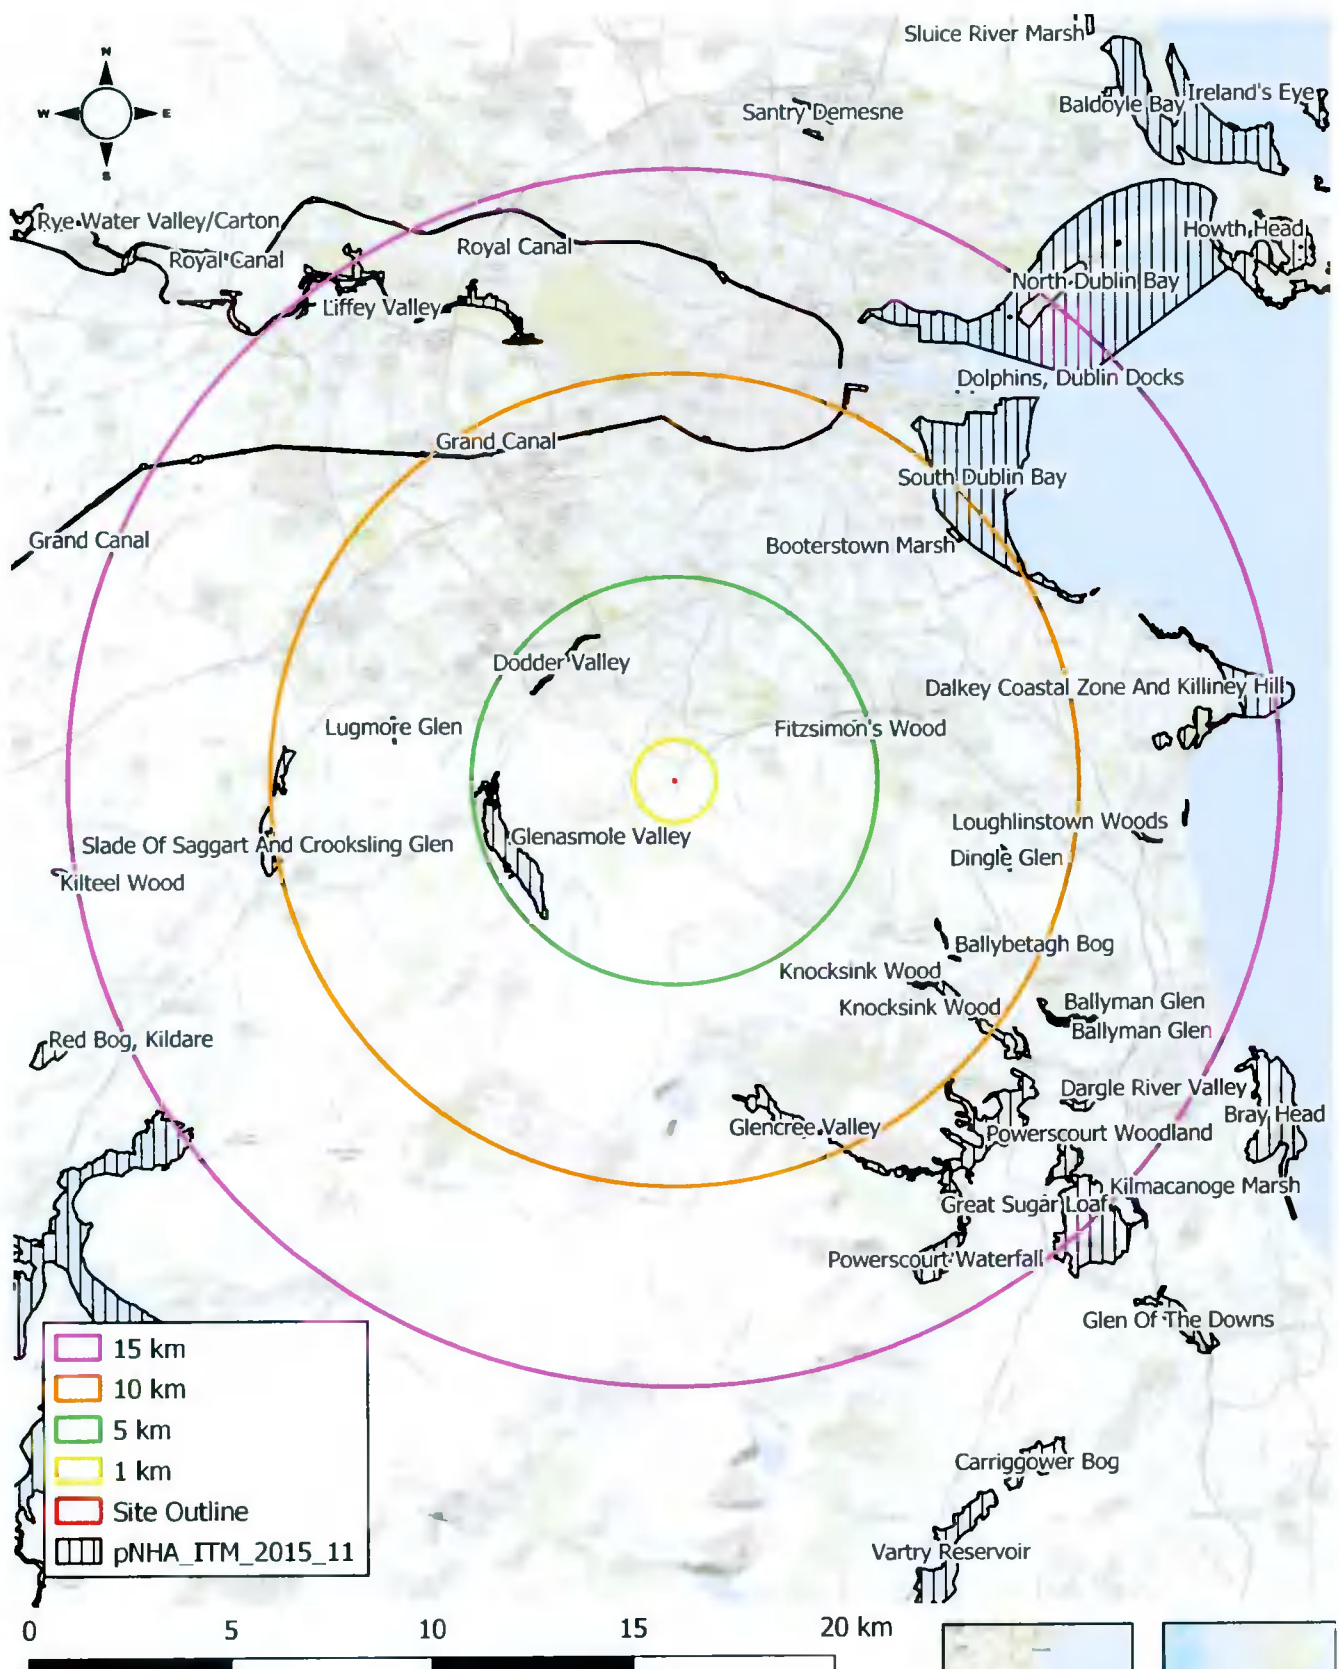 Sluice River Marsh
N
W
E
S
Santry Demesne
Baldoyle Bay
Ireland's Eye
Rye Water Valley/Carton
Royal Canal
Royal Canal
Howth Head
North Dublin Bay
Liffey Valley
Dolphins, Dublin Docks
Grand Canal
South Dublin Bay
Grand Canal
Booterstown Marsh
Dodder Valley
Dalkey Coastal Zone And Killiney Hill
Lugmore Glen
Fitzsimon's Wood
Loughlinstown Woods
Slade Of Saggart And Crooksling Glen
Glenasmole Valley
Dingle Glen
Kilteel Wood
Ballybetagh Bog
Knocksink Wood
Knocksink Wood
Ballyman Glen
Ballyman Glen
Red Bog, Kildare
Dargle River Valley
Bray Head
Glencree Valley
Powerscourt Woodland
Kilmacanoge Marsh
Great Sugar Loaf
Powerscourt Waterfall
Glen Of The Downs
15 km
10 km
5 km
1 km
Site Outline
pNHA_ITM_2015_11
Carriggower Bog
Vartry Reservoir
0 5 10 15 20 km